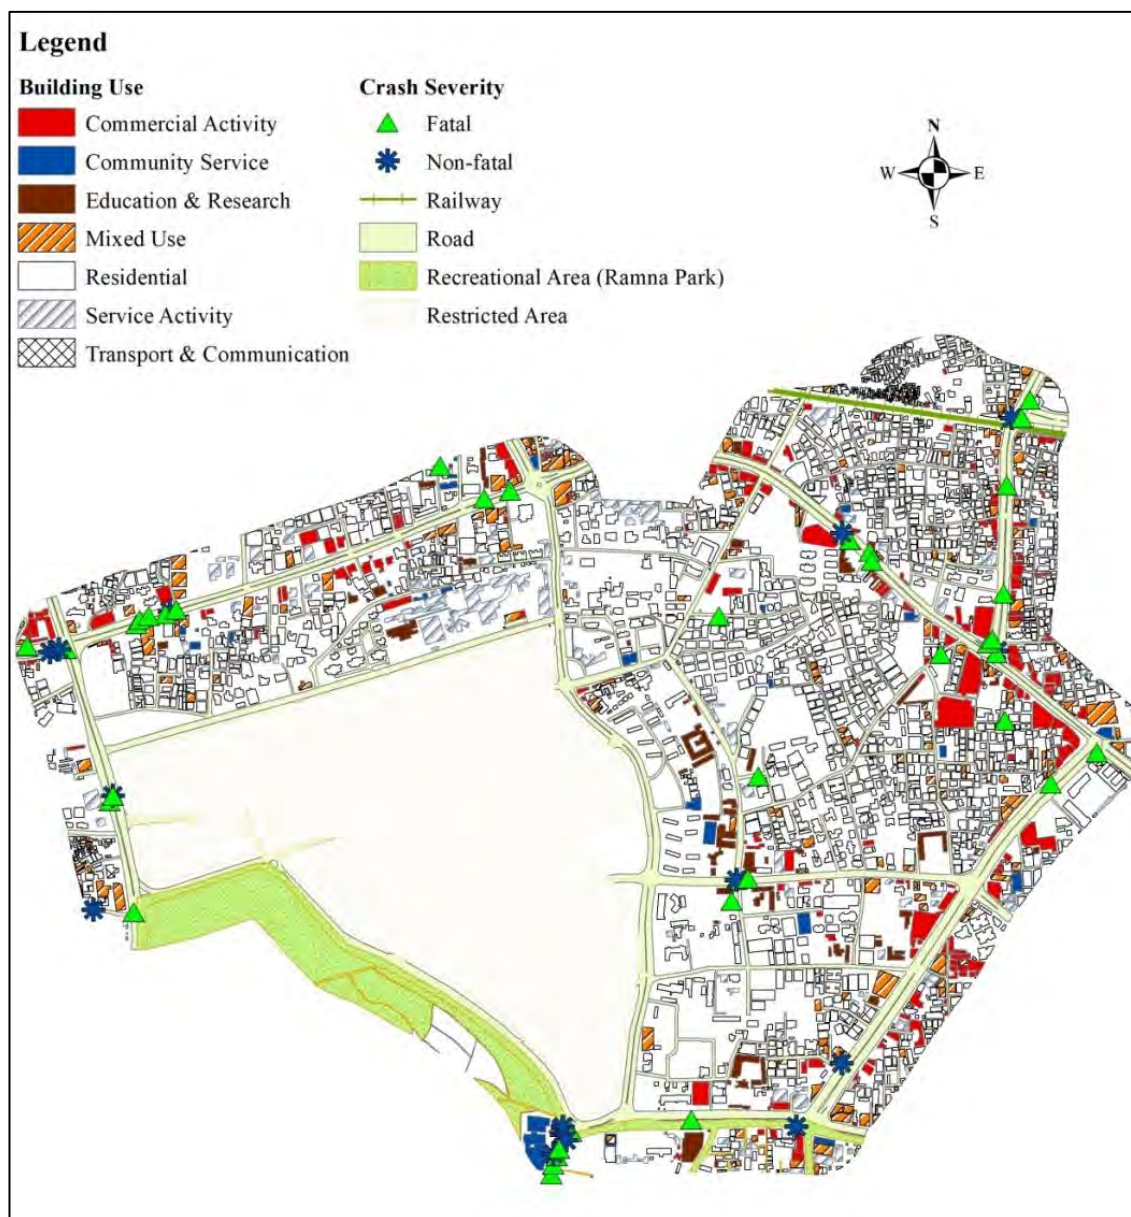 Legend
Building Use
Commercial Activity
Community Service
Education & Research
Mixed Use
Residential
Service Activity
Transport & Communication
Crash Severity
Fatal
Non-fatal
Railway
Road
Recreational Area (Ramna Park)
Restricted Area
N
W E
S